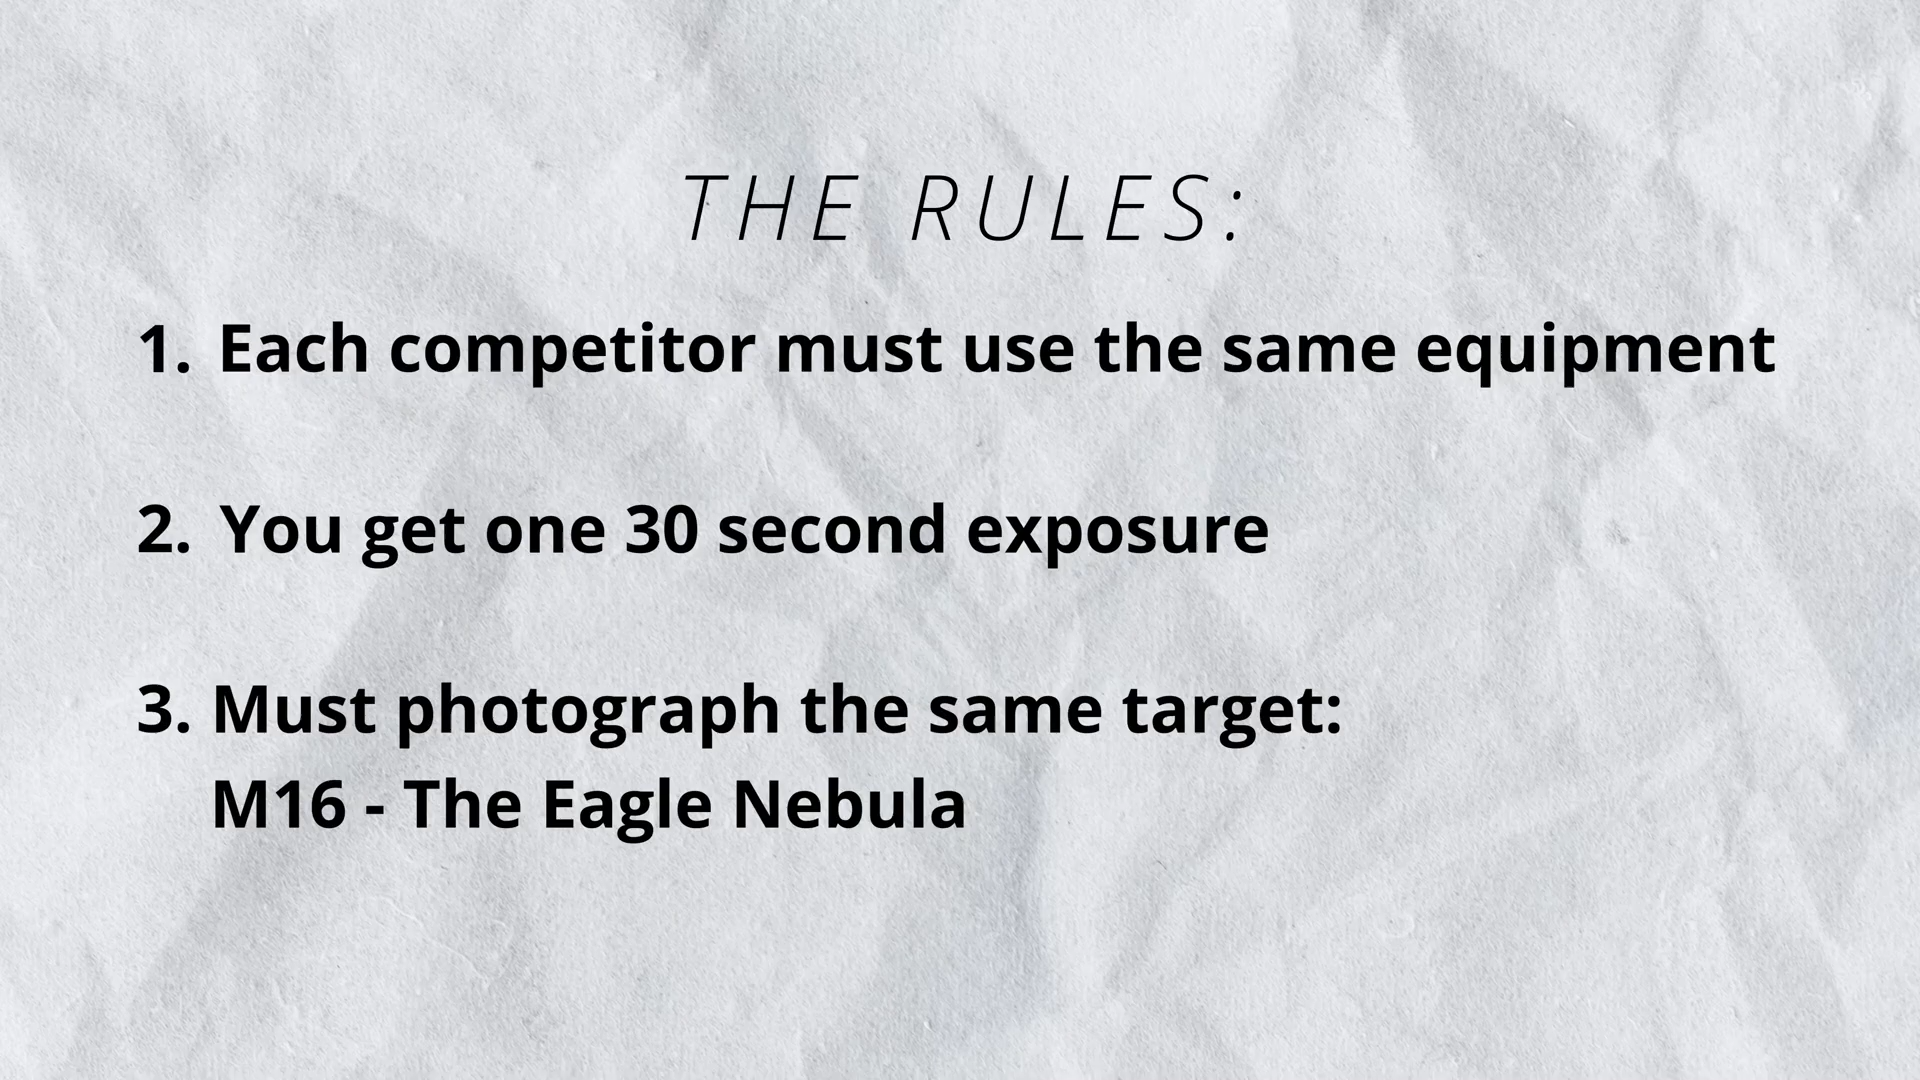 THE RULES:
1. Each competitor must use the same equipment
2. You get one 30 second exposure
3. Must photograph the same target:
M16 - The Eagle Nebula